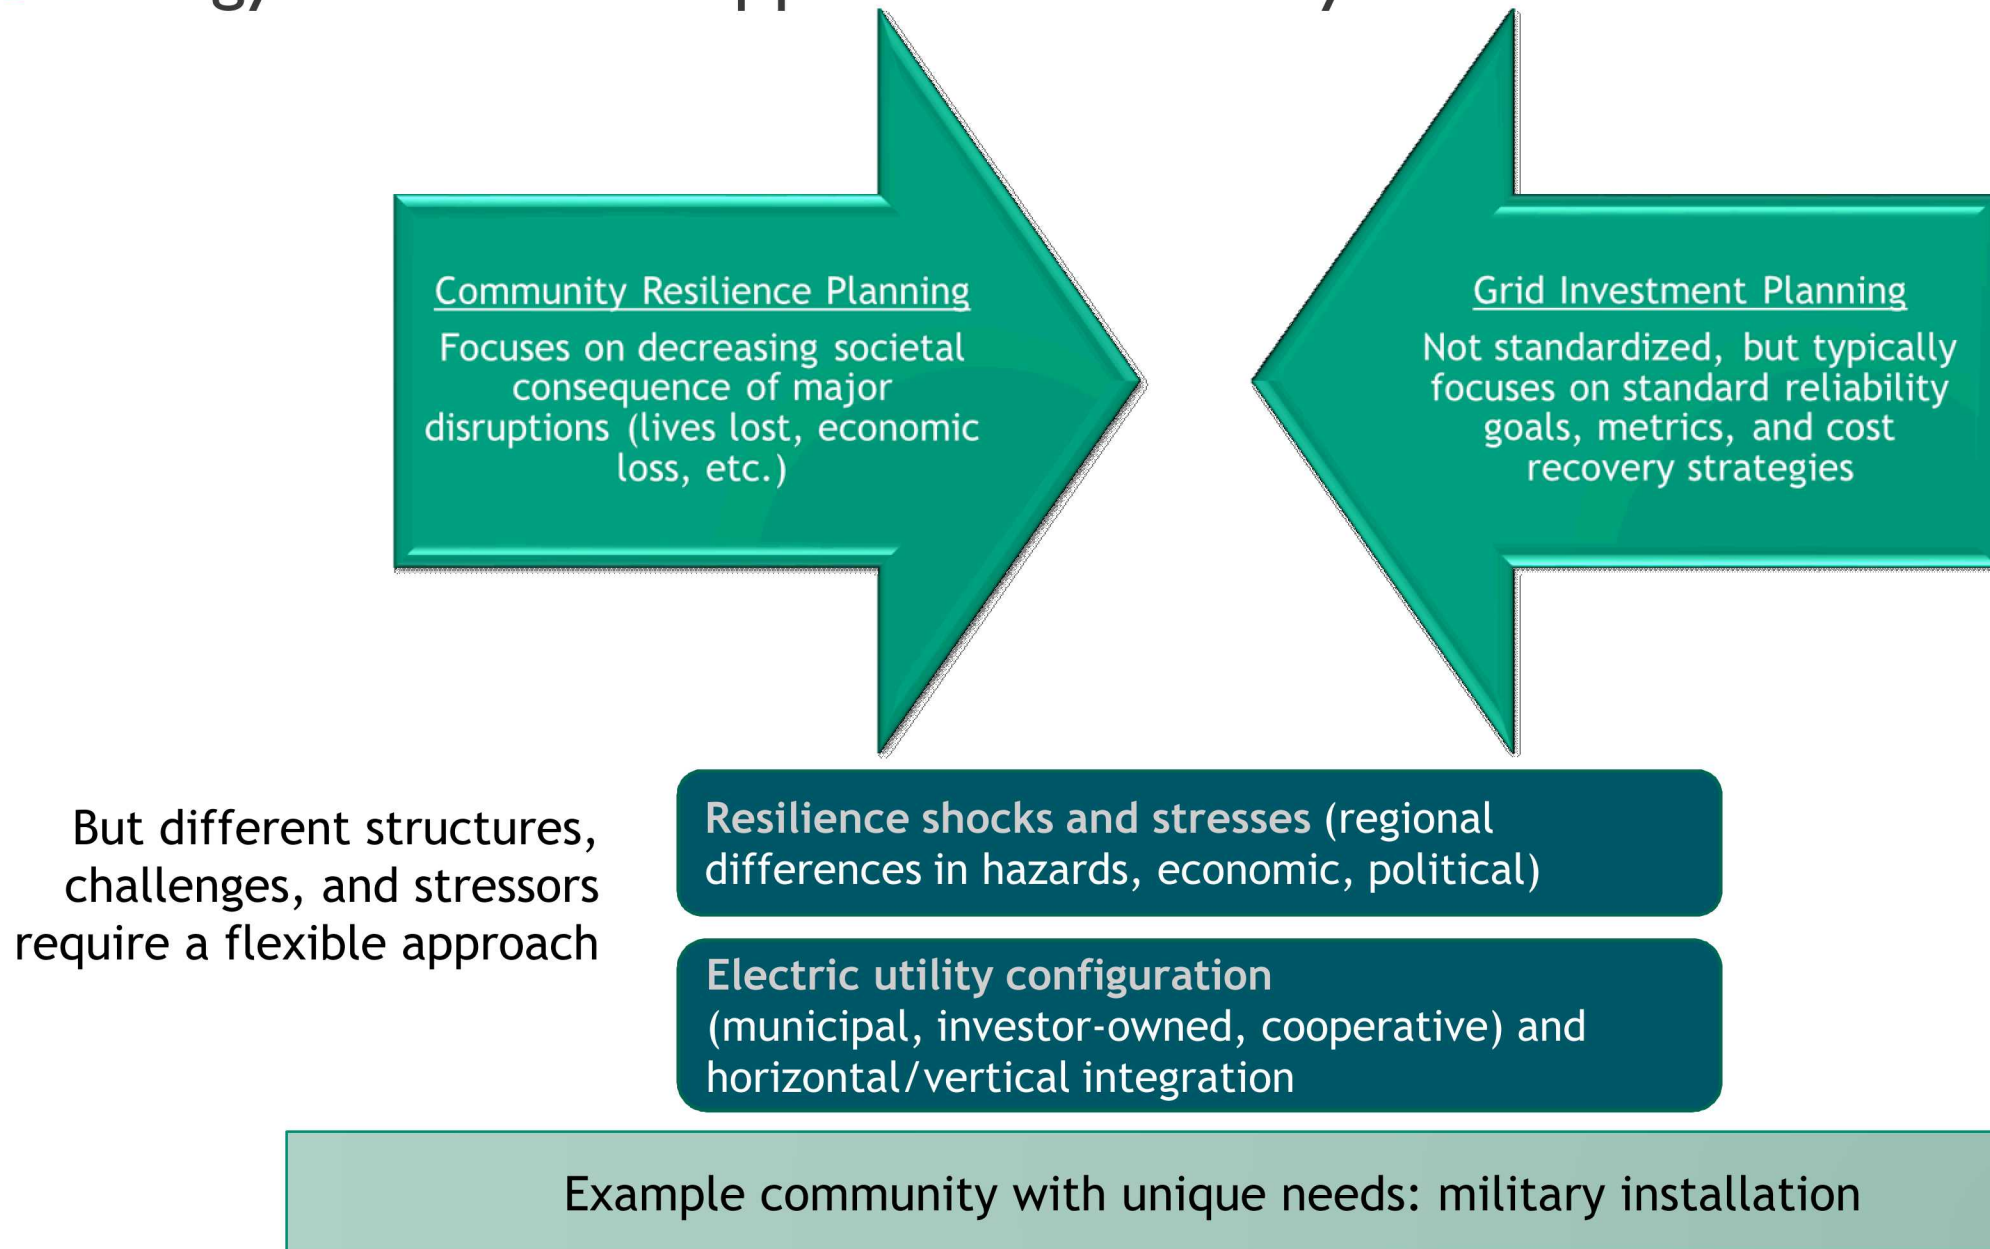 Community Resilience Planning
Focuses on decreasing societal
consequence of major
disruptions (lives lost, economic
loss, etc.)
Grid Investment Planning
Not standardized, but typically
focuses on standard reliability
goals, metrics, and cost
recovery strategies
But different structures,
challenges, and stressors
require a flexible approach
Resilience shocks and stresses (regional
differences in hazards, economic, political)
Electric utility configuration
(municipal, investor-owned, cooperative) and
horizontal/vertical integration
Example community with unique needs: military installation